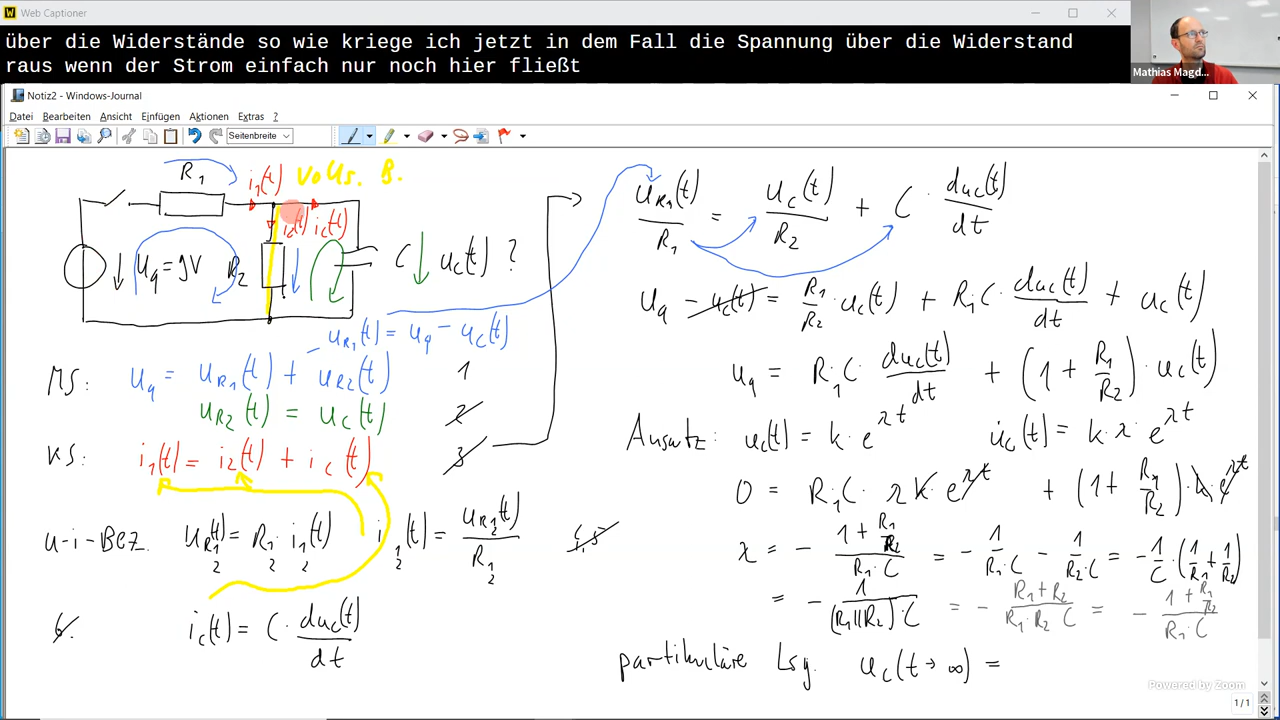 Web Captioner
über die Widerstände so wie kriege ich jetzt in dem Fall die Spannung über die Widerstand
raus wenn der Strom einfach nur noch hier fließt
Mathias Magd...
Notiz2 - Windows-Journal
Datei Bearbeiten Ansicht Einfügen Aktionen Extras ?
Seitenbreite
R1 i1(t) volls. B.
i2(t) ic(t)
Uq = 9V R2 C uc(t) ?
uR1(t) = uq - uc(t)
MS: uq = uR1(t) + uR2(t) 1
uR2(t) = uc(t) 2
KS: i1(t) = i2(t) + ic(t) 3
u-i-Bez. uR1/2(t) = R1/2 · i1/2(t) i1/2(t) = uR1/2(t) / R1/2 4,5
6. ic(t) = C · duc(t)/dt
uR1(t)/R1 = uc(t)/R2 + C · duc(t)/dt
uq - uc(t) = R1/R2 · uc(t) + R1C · duc(t)/dt + uc(t)
uq = R1C · duc(t)/dt + (1 + R1/R2) · uc(t)
Ansatz: uc(t) = k · e^λt u̇c(t) = k · λ · e^λt
0 = R1C · λ k · e^λt + (1 + R1/R2) · k · e^λt
λ = - (1 + R1/R2)/(R1 · C) = - 1/(R1 · C) - 1/(R2 · C) = - 1/C · (1/R1 + 1/R2)
= - 1/((R1||R2) · C) = - (R1 + R2)/(R1 · R2 C) = - (1 + R1/R2)/(R1 · C)
partikuläre Lsg. uc(t → ∞) =
Powered by Zoom
1/1